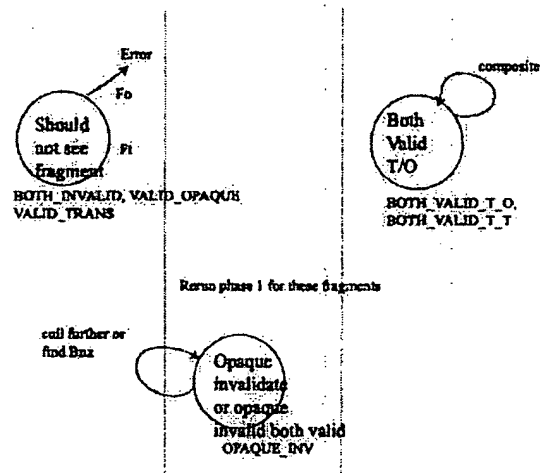 Error
Fo
Should
not see
fragment
Fi
BOTH_INVALID, VALID_OPAQUE
VALID_TRANS
composite
Both
Valid
T/O
BOTH_VALID_T_O,
BOTH_VALID_T_T
Rerun phase 1 for these fragments
cull further or
find Bnz
Opaque
invalidate
or opaque
invalid both valid
OPAQUE_INV